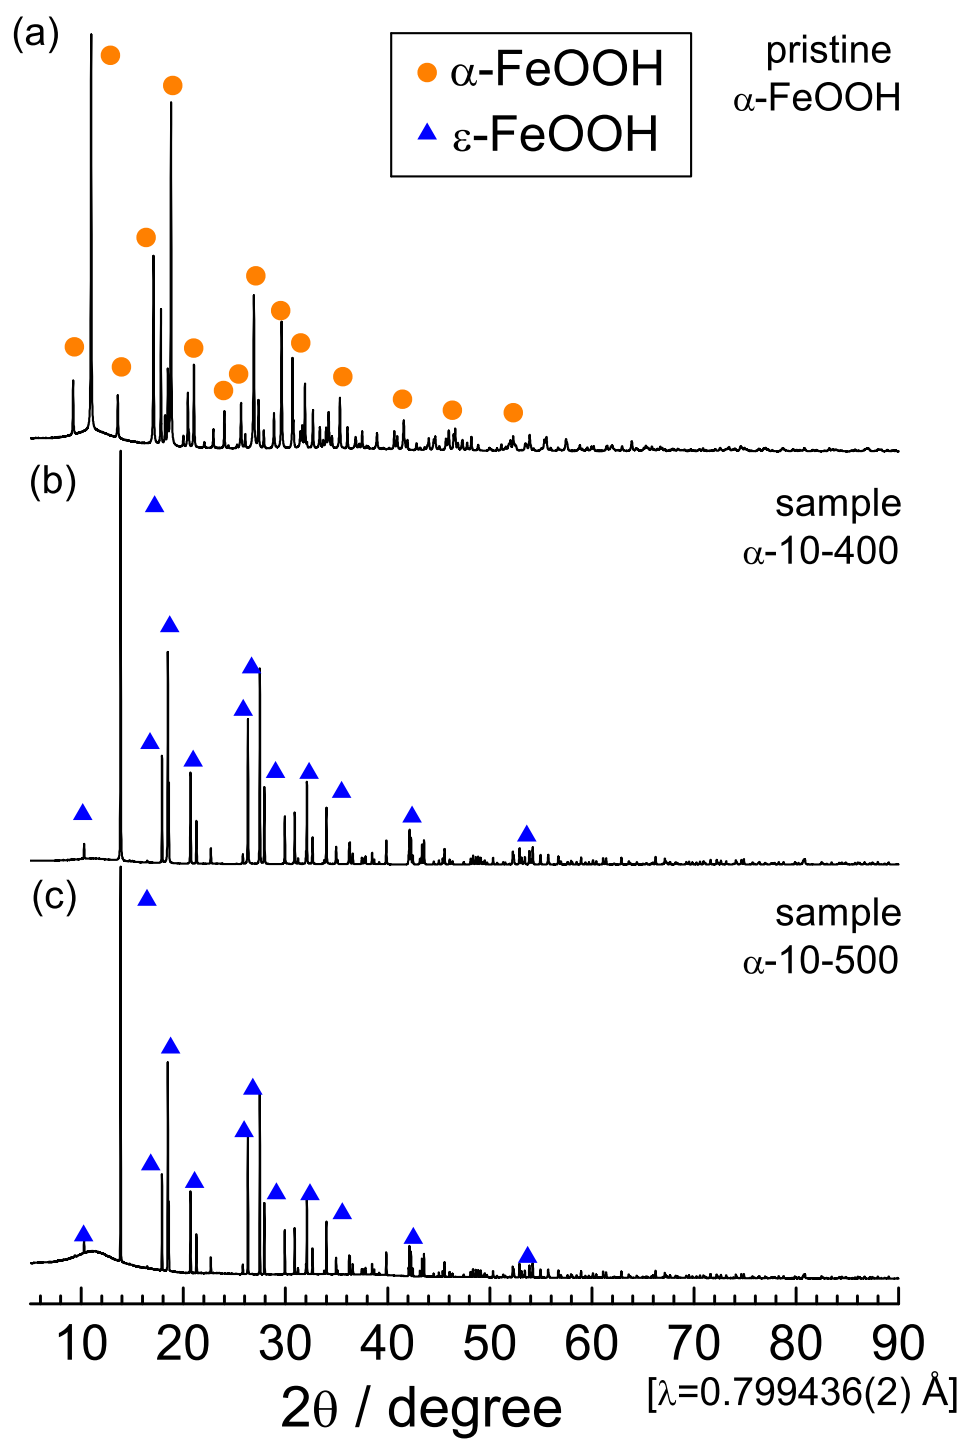 (a)
α-FeOOH
ε-FeOOH
pristine
α-FeOOH
(b)
sample
α-10-400
(c)
sample
α-10-500
10 20 30 40 50 60 70 80 90
2θ / degree
[λ=0.799436(2) Å]